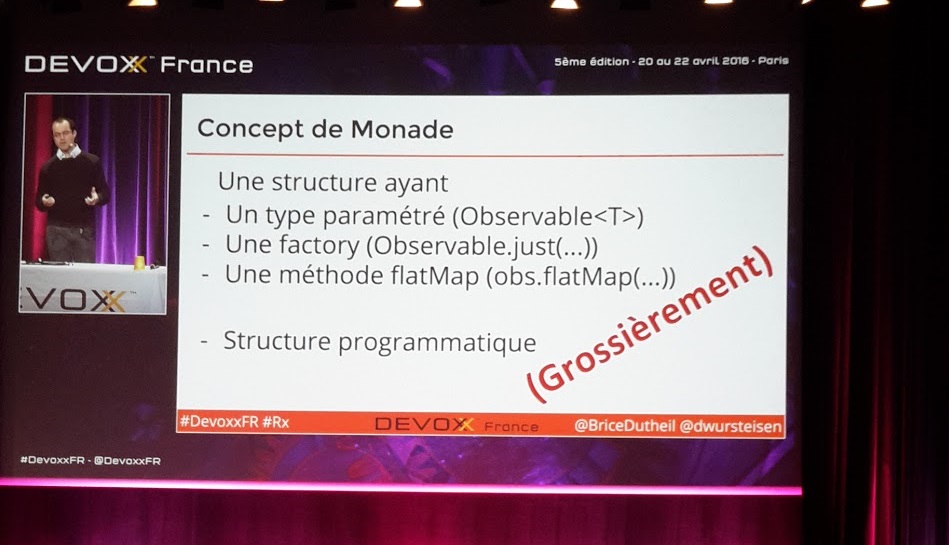 DEVOXX™ France
5ème édition - 20 au 22 avril 2016 - Paris
Concept de Monade
Une structure ayant
- Un type paramétré (Observable<T>)
- Une factory (Observable.just(...))
- Une méthode flatMap (obs.flatMap(...))
- Structure programmatique
(Grossièrement)
#DevoxxFR #Rx
DEVOXX France
@BriceDutheil @dwursteisen
VOXX™
#DevoxxFR - @DevoxxFR